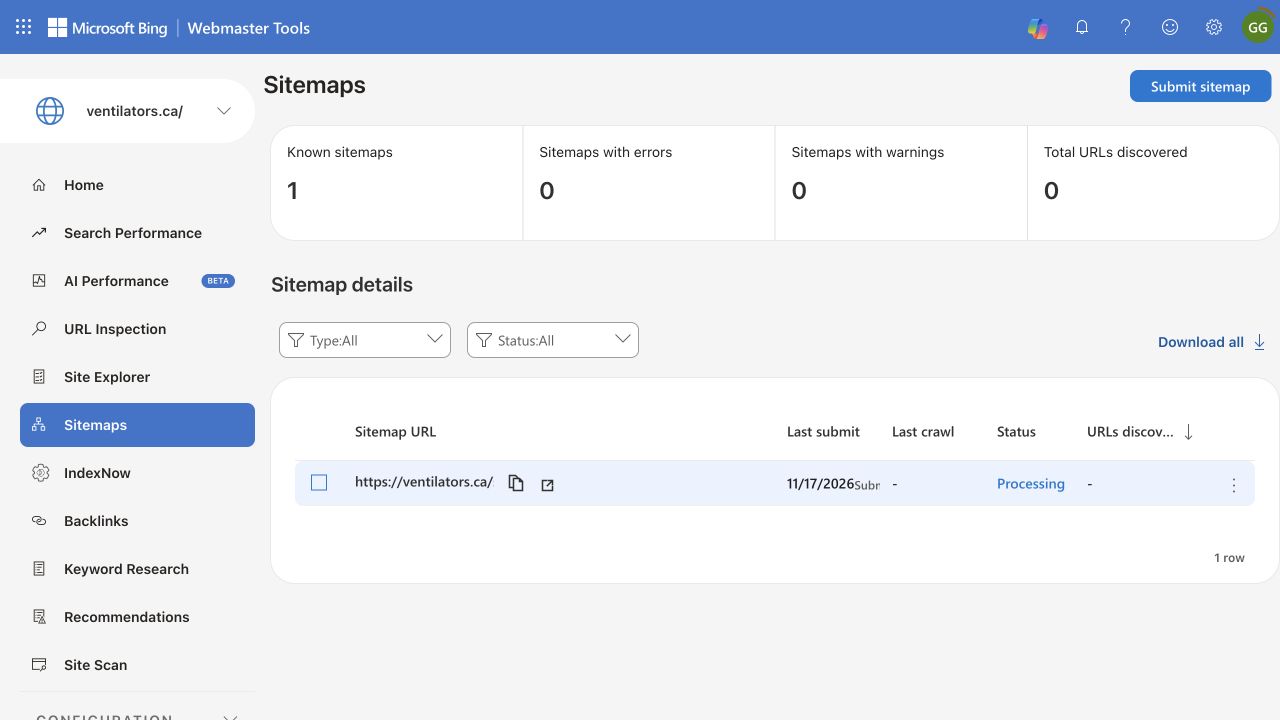 Microsoft Bing | Webmaster Tools
GG
ventilators.ca/
Home
Search Performance
AI Performance BETA
URL Inspection
Site Explorer
Sitemaps
IndexNow
Backlinks
Keyword Research
Recommendations
Site Scan
CONFIGURATION
Sitemaps
Submit sitemap
Known sitemaps
1
Sitemaps with errors
0
Sitemaps with warnings
0
Total URLs discovered
0
Sitemap details
Type:All
Status:All
Download all
Sitemap URL Last submit Last crawl Status URLs discov...
https://ventilators.ca/ 11/17/2026 - Processing -
1 row